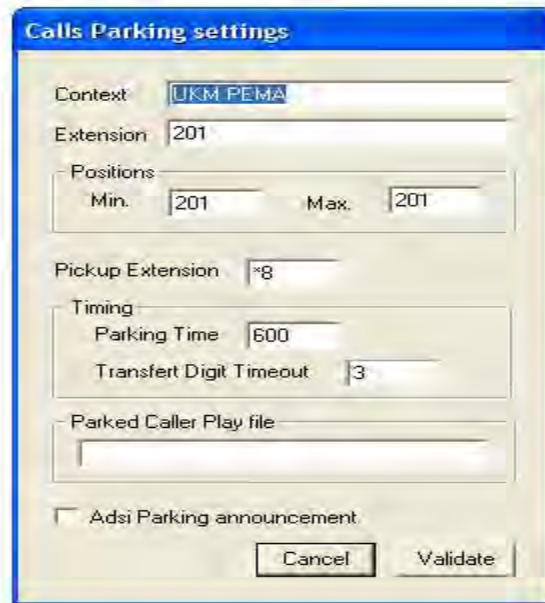 Calls Parking settings
Context UKM PEMA
Extension 201
Positions
Min. 201 Max. 201
Pickup Extension *8
Timing
Parking Time 600
Transfert Digit Timeout 3
Parked Caller Play file
Adsi Parking announcement
Cancel Validate